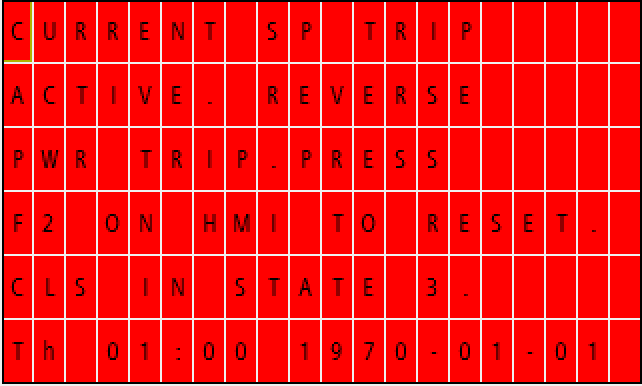 CURRENT SP TRIP
ACTIVE. REVERSE
PWR TRIP.PRESS
F2 ON HMI TO RESET.
CLS IN STATE 3.
Th 01:00 1970-01-01